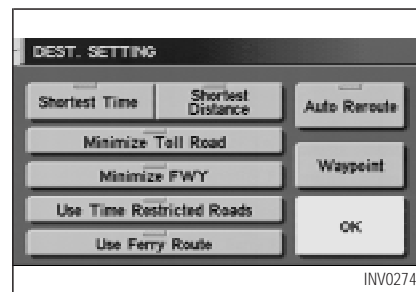 DEST. SETTING
Shortest Time
Shortest
Distance
Auto Reroute
Minimize Toll Road
Minimize FWY
Waypoint
Use Time Restricted Roads
Use Ferry Route
OK
INV0274